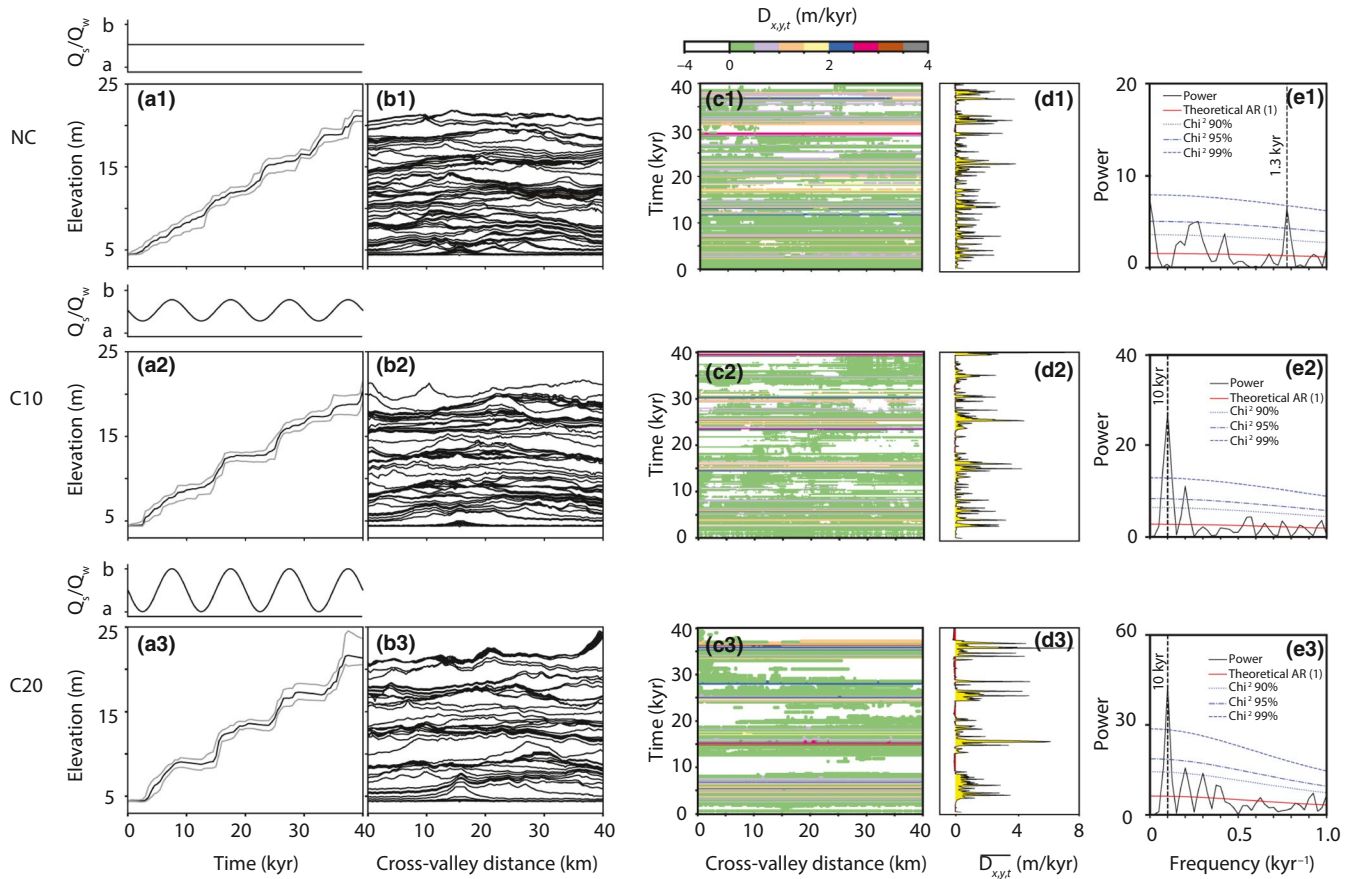 D x,y,t (m/kyr)
−4 0 2 4
NC
Qs/Qw
b
a
(a1)
Elevation (m)
25
15
5
(b1)
(c1)
Time (kyr)
40
30
20
10
0
(d1)
(e1)
Power
20
10
0
Power
Theoretical AR (1)
Chi² 90%
Chi² 95%
Chi² 99%
1.3 kyr
C10
Qs/Qw
b
a
(a2)
Elevation (m)
25
15
5
(b2)
(c2)
Time (kyr)
40
30
20
10
0
(d2)
(e2)
Power
40
20
0
10 kyr
Power
Theoretical AR (1)
Chi² 90%
Chi² 95%
Chi² 99%
C20
Qs/Qw
b
a
(a3)
Elevation (m)
25
15
5
0 10 20 30 40
Time (kyr)
(b3)
10 20 30 40
Cross-valley distance (km)
(c3)
Time (kyr)
40
30
20
10
0
0 10 20 30 40
Cross-valley distance (km)
(d3)
0 4 8
D x,y,t (m/kyr)
(e3)
Power
60
30
0
10 kyr
Power
Theoretical AR (1)
Chi² 90%
Chi² 95%
Chi² 99%
0 0.5 1.0
Frequency (kyr⁻¹)